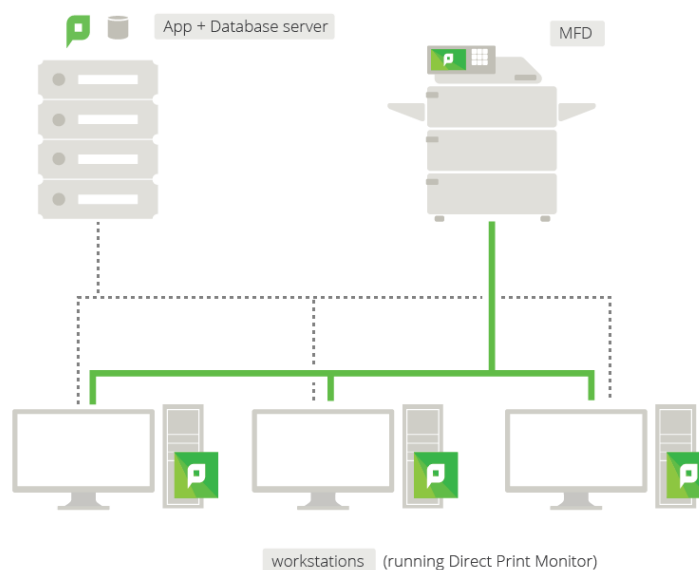 App + Database server
MFD
workstations (running Direct Print Monitor)